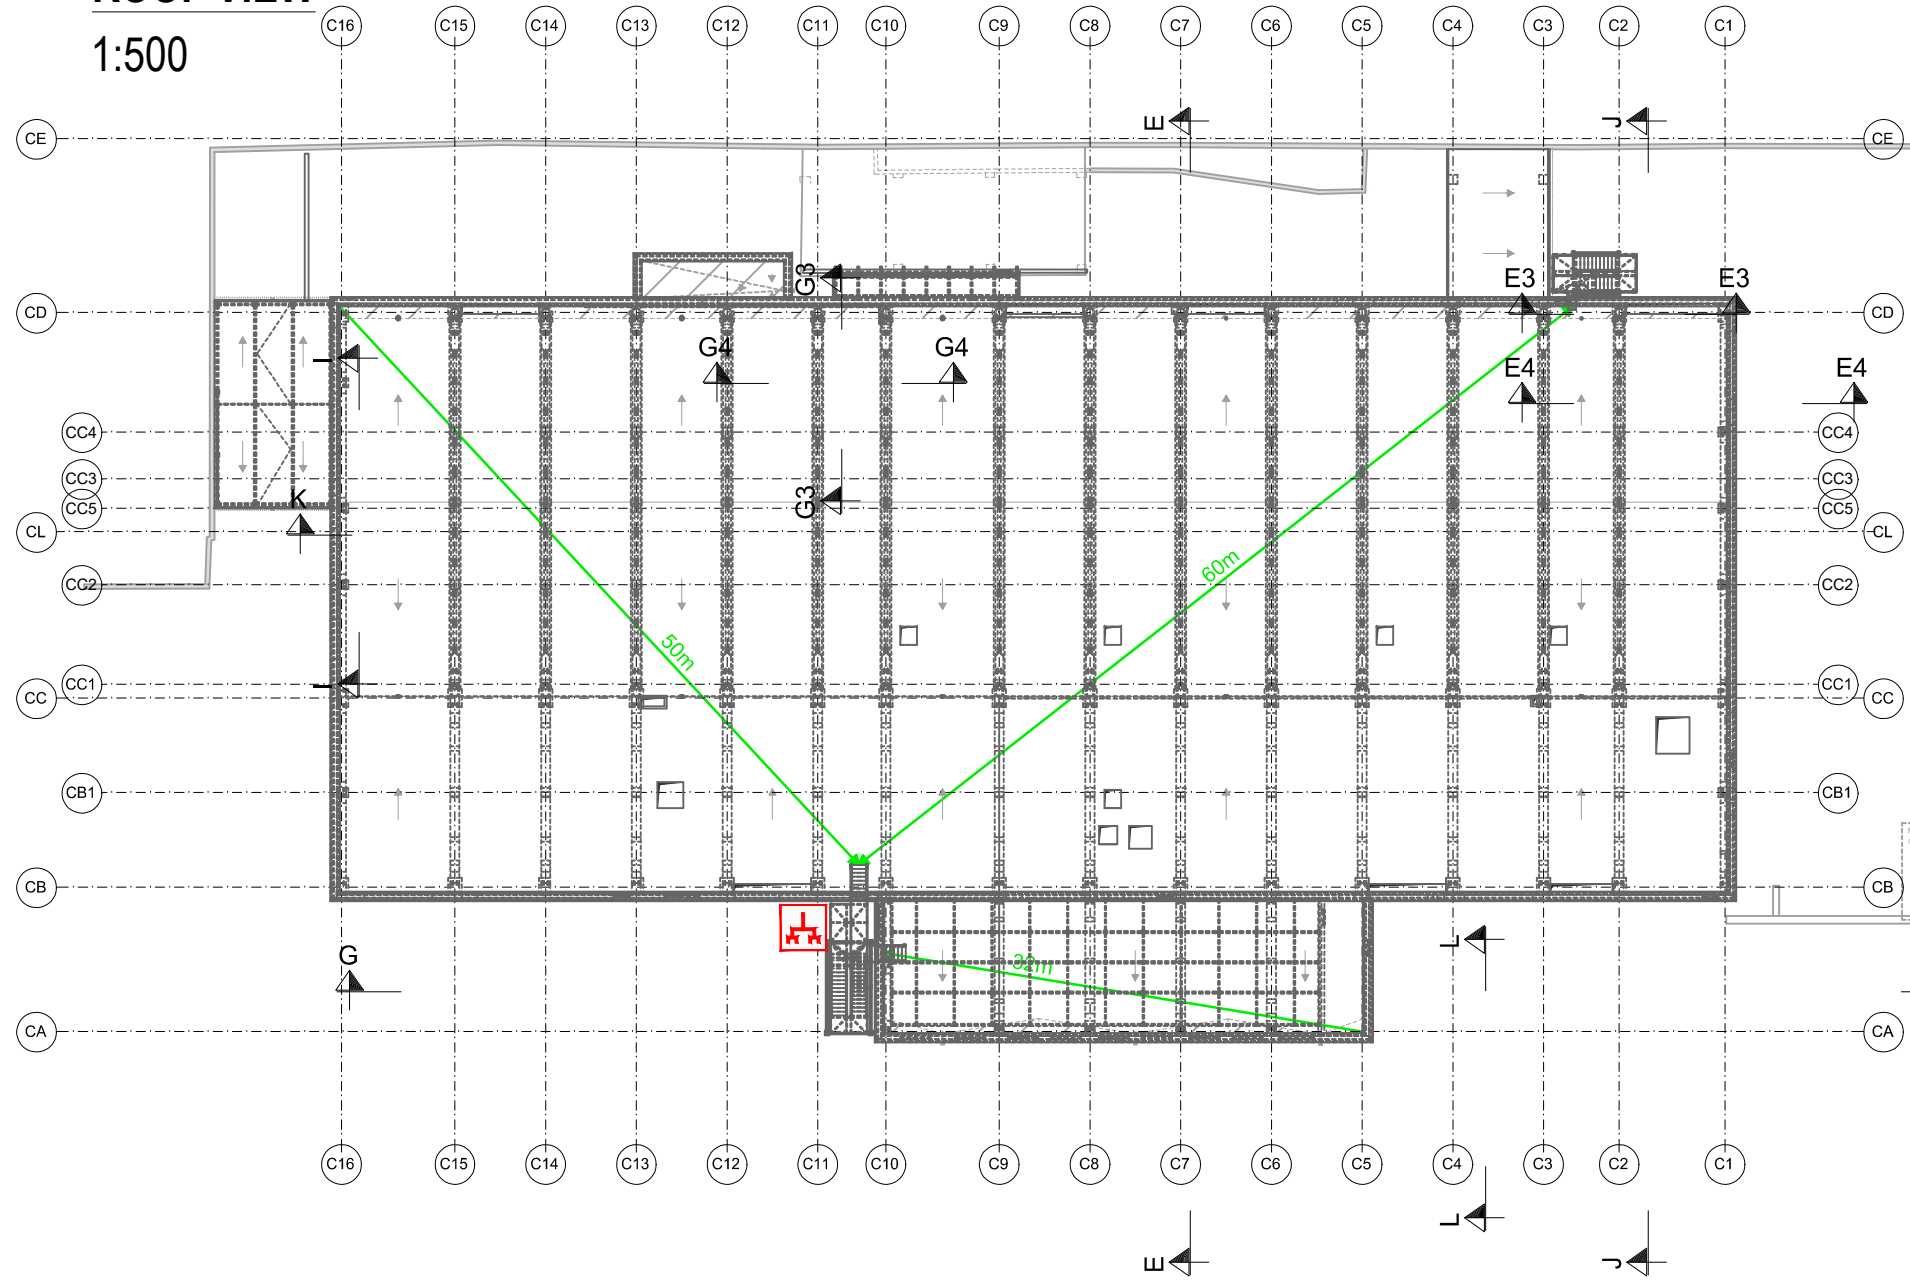 ROOF VIEW
1:500
C16 C15 C14 C13 C12 C11 C10 C9 C8 C7 C6 C5 C4 C3 C2 C1
E J
CE CE
G3 E3 E3
CD CD
I G4 G4 E4 E4
CC4 CC4
CC3 CC3
K G3
CC5 CC5
CL CL
60m
CC2 CC2
50m
I
CC1 CC1
CC CC
CB1 CB1
CB CB
L
G 32m
CA CA
C16 C15 C14 C13 C12 C11 C10 C9 C8 C7 C6 C5 C4 C3 C2 C1
L
E J